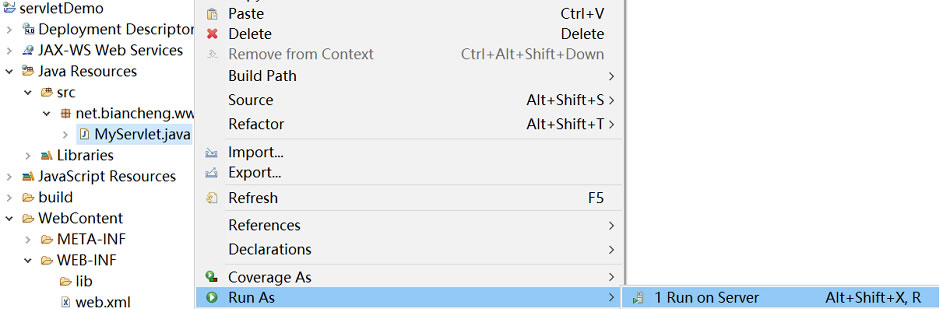 servletDemo
Deployment Descriptor
JAX-WS Web Services
Java Resources
src
net.biancheng.ww
MyServlet.java
Libraries
JavaScript Resources
build
WebContent
META-INF
WEB-INF
lib
web.xml
Paste Ctrl+V
Delete Delete
Remove from Context Ctrl+Alt+Shift+Down
Build Path
Source Alt+Shift+S
Refactor Alt+Shift+T
Import...
Export...
Refresh F5
References
Declarations
Coverage As
Run As
1 Run on Server Alt+Shift+X, R